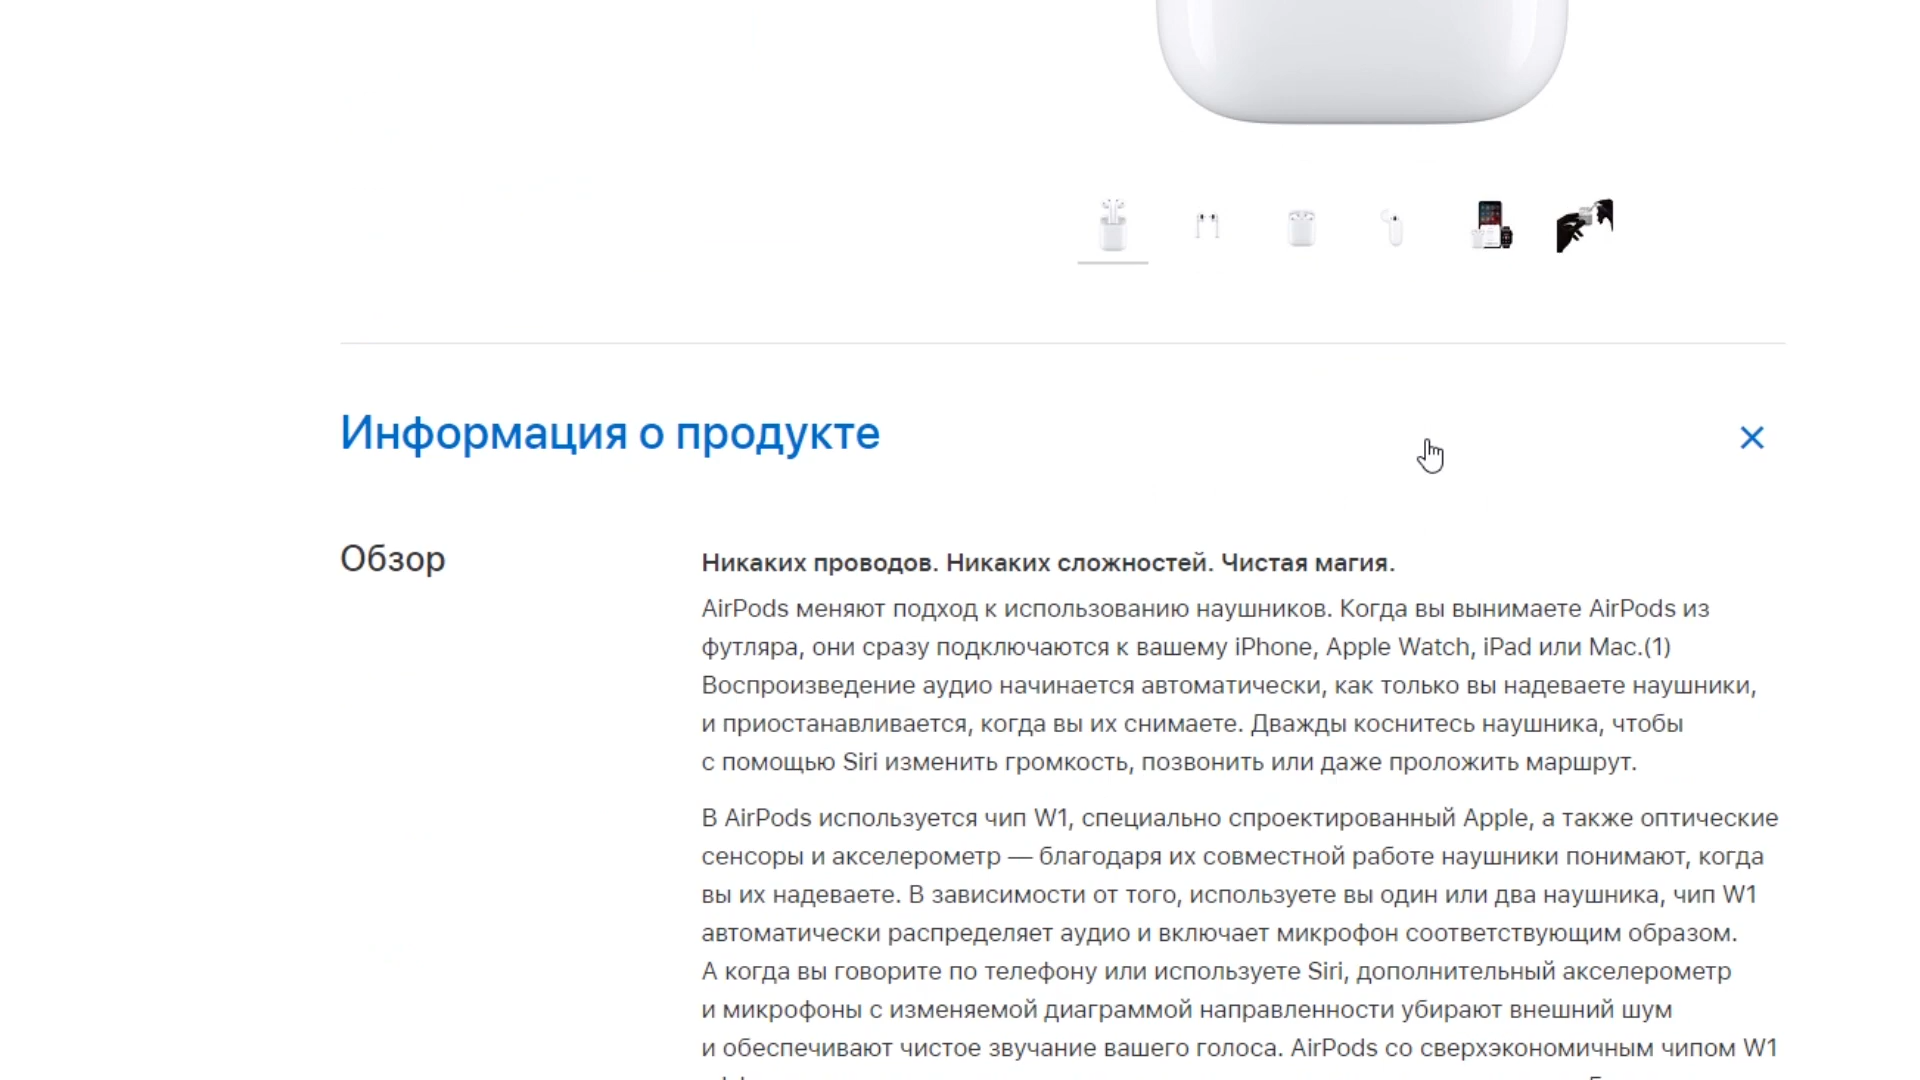 Информация о продукте
Обзор
Никаких проводов. Никаких сложностей. Чистая магия.
AirPods меняют подход к использованию наушников. Когда вы вынимаете AirPods из
футляра, они сразу подключаются к вашему iPhone, Apple Watch, iPad или Mac.(1)
Воспроизведение аудио начинается автоматически, как только вы надеваете наушники,
и приостанавливается, когда вы их снимаете. Дважды коснитесь наушника, чтобы
с помощью Siri изменить громкость, позвонить или даже проложить маршрут.
В AirPods используется чип W1, специально спроектированный Apple, а также оптические
сенсоры и акселерометр — благодаря их совместной работе наушники понимают, когда
вы их надеваете. В зависимости от того, используете вы один или два наушника, чип W1
автоматически распределяет аудио и включает микрофон соответствующим образом.
А когда вы говорите по телефону или используете Siri, дополнительный акселерометр
и микрофоны с изменяемой диаграммой направленности убирают внешний шум
и обеспечивают чистое звучание вашего голоса. AirPods со сверхэкономичным чипом W1